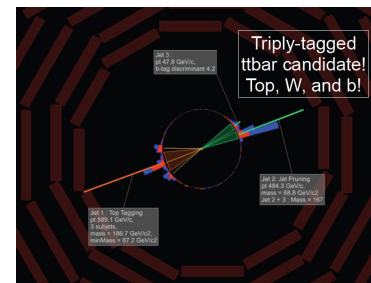 Jet 3
pt 47.8 GeV/c,
b-tag discriminant 4.2
Triply-tagged
ttbar candidate!
Top, W, and b!
Jet 2: Jet Pruning
pt 484.3 GeV/c,
mass = 68.8 GeV/c2
Jet 2 + 3 : Mass = 167
Jet 1 : Top Tagging
pt 589.1 GeV/c,
3 subjets,
mass = 186.7 GeV/c2,
minMass = 87.2 GeV/c2